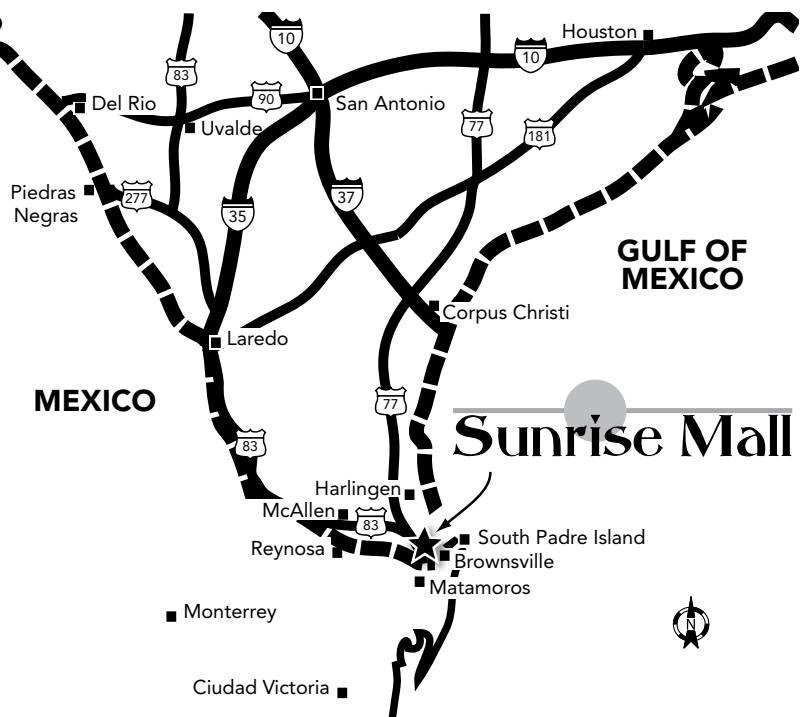 10
Houston
10
83
90
Del Rio
San Antonio
Uvalde
77
181
Piedras
Negras
277
37
35
GULF OF
MEXICO
Corpus Christi
Laredo
MEXICO
77
Sunrise Mall
83
Harlingen
McAllen
83
South Padre Island
Reynosa
Brownsville
Matamoros
Monterrey
N
Ciudad Victoria